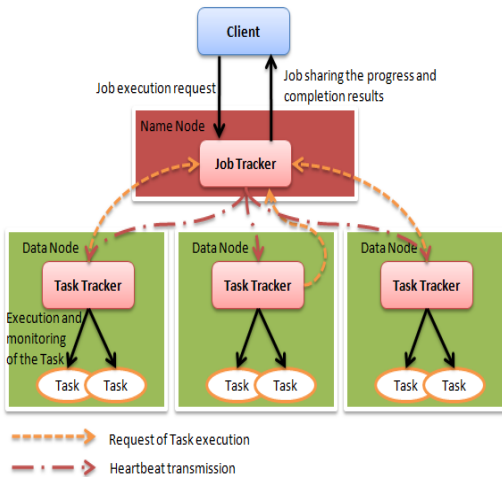 Client
Job execution request
Job sharing the progress and
completion results
Name Node
Job Tracker
Data Node
Data Node
Data Node
Task Tracker
Task Tracker
Task Tracker
Execution and
monitoring
of the Task
Task
Task
Task
Task
Task
Task
Request of Task execution
Heartbeat transmission